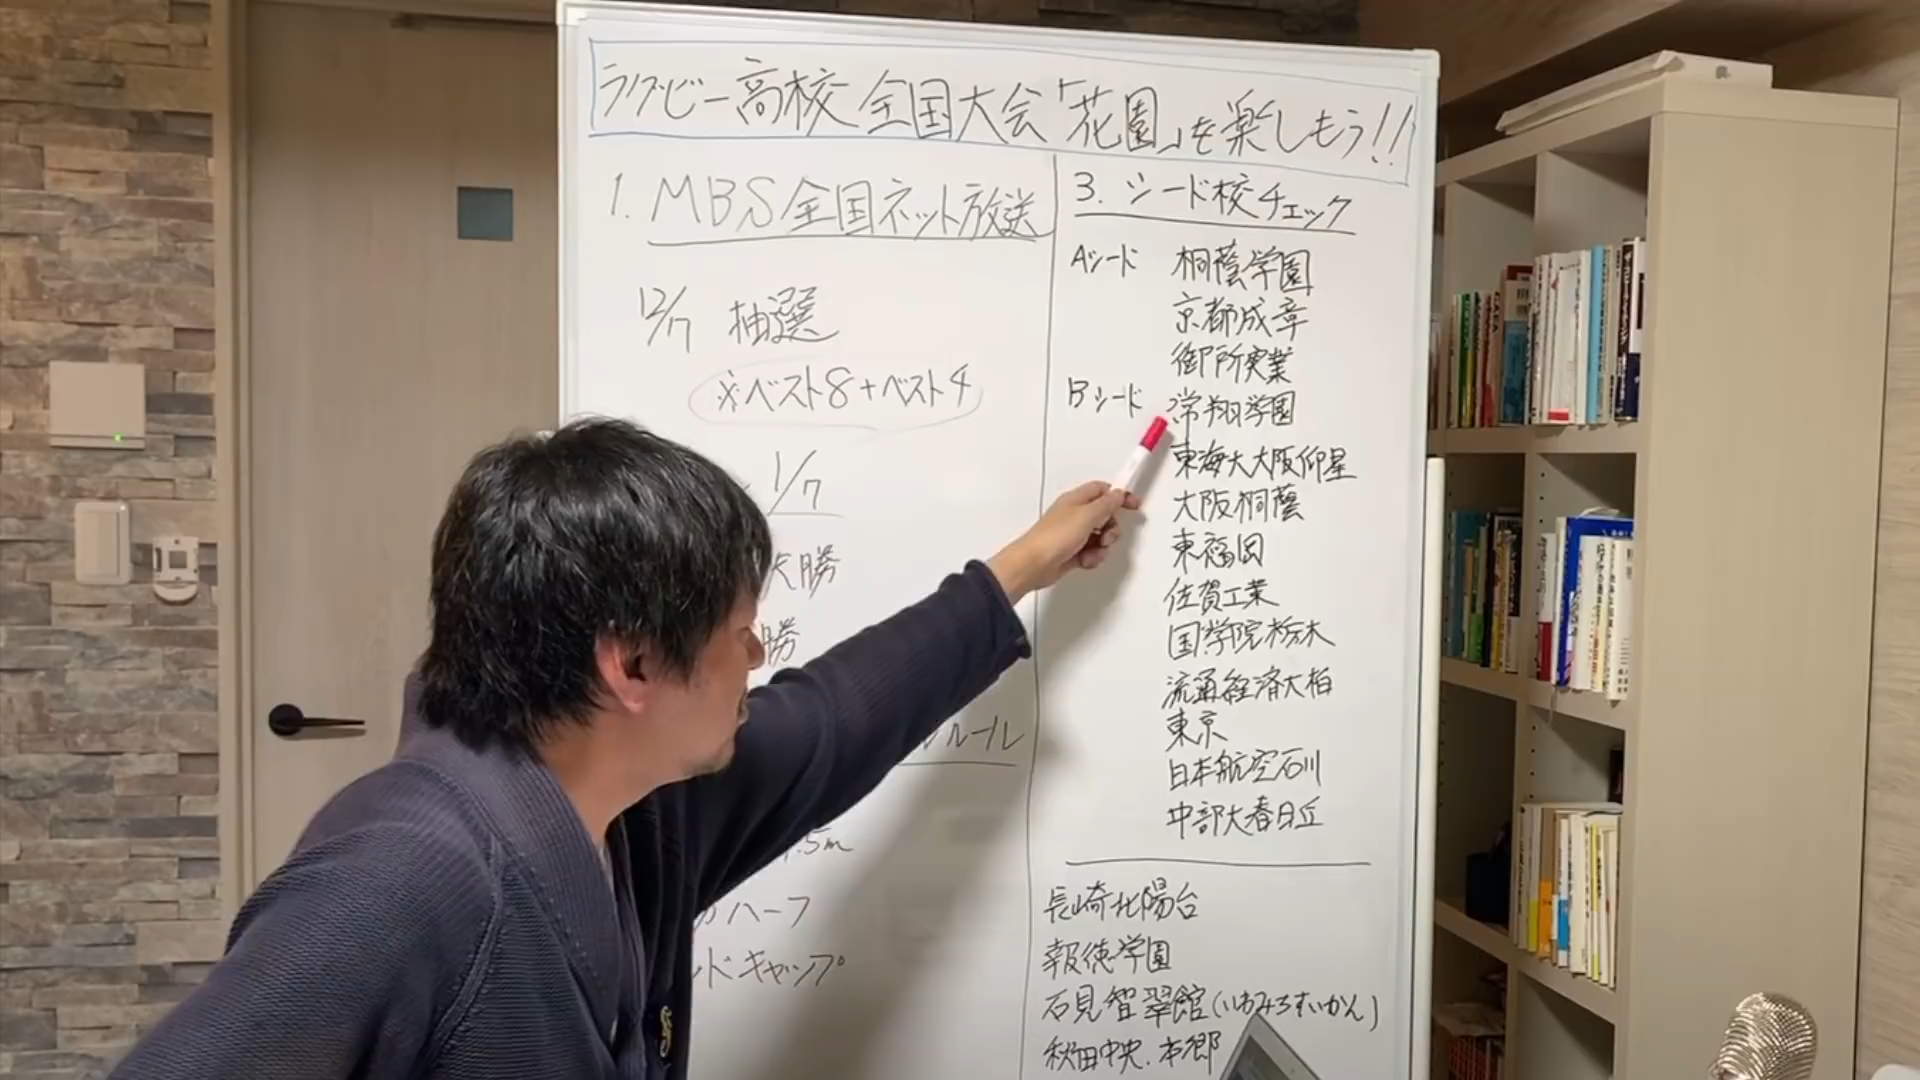 ラグビー高校全国大会「花園」を楽しもう!!
1. MBS全国ネット放送
12/7 抽選
※ベスト8+ベスト4
1/7
勝
勝
ルール
.5m
ハーフ
ドキャップ
3. シード校チェック
Aシード 桐蔭学園
京都成章
御所実業
Bシード 常翔学園
東海大大阪仰星
大阪桐蔭
東福岡
佐賀工業
国学院栃木
流通経済大柏
東京
日本航空石川
中部大春日丘
長崎北陽台
報徳学園
石見智翠館(いわみちすいかん)
秋田中央.本郷